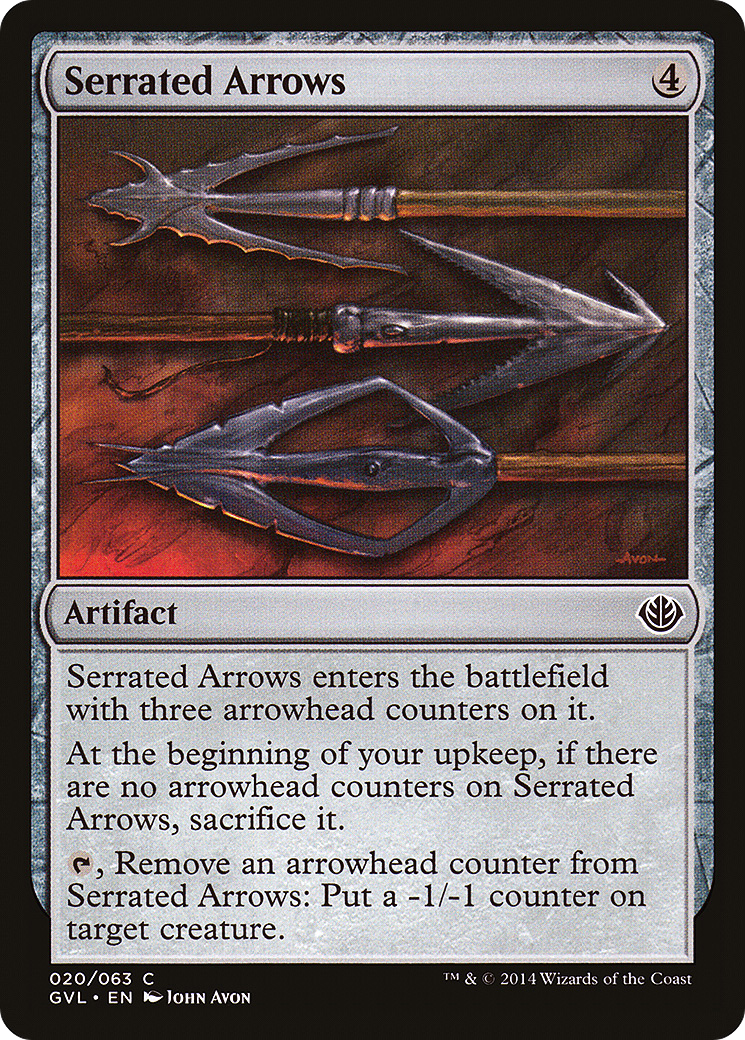 Serrated Arrows 4
AVON
Artifact
Serrated Arrows enters the battlefield
with three arrowhead counters on it.
At the beginning of your upkeep, if there
are no arrowhead counters on Serrated
Arrows, sacrifice it.
, Remove an arrowhead counter from
Serrated Arrows: Put a -1/-1 counter on
target creature.
020/063 C ™ & © 2014 Wizards of the Coast
GVL • EN John Avon